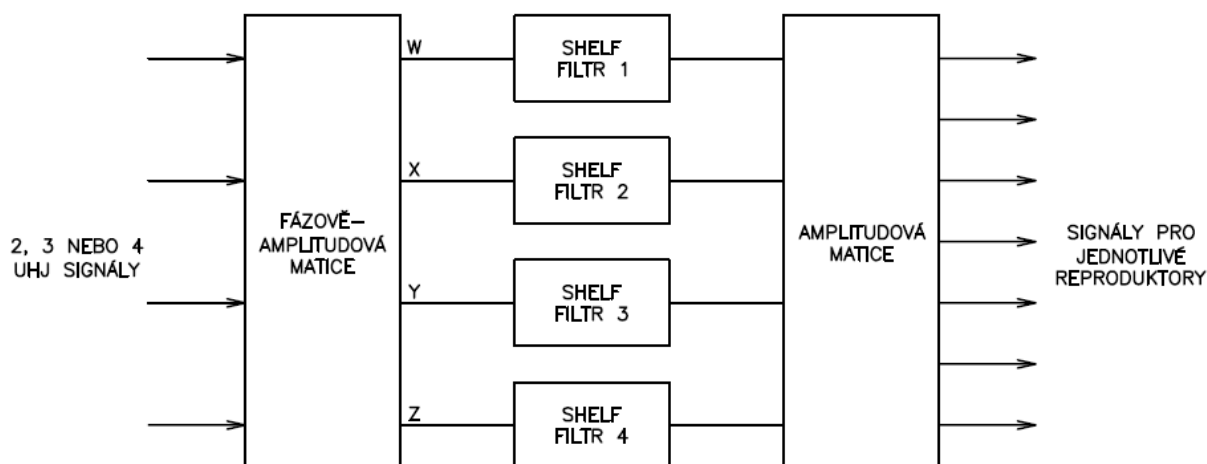 2, 3 NEBO 4
UHJ SIGNÁLY
FÁZOVĚ–
AMPLITUDOVÁ
MATICE
W
X
Y
Z
SHELF
FILTR 1
SHELF
FILTR 2
SHELF
FILTR 3
SHELF
FILTR 4
AMPLITUDOVÁ
MATICE
SIGNÁLY PRO
JEDNOTLIVÉ
REPRODUKTORY